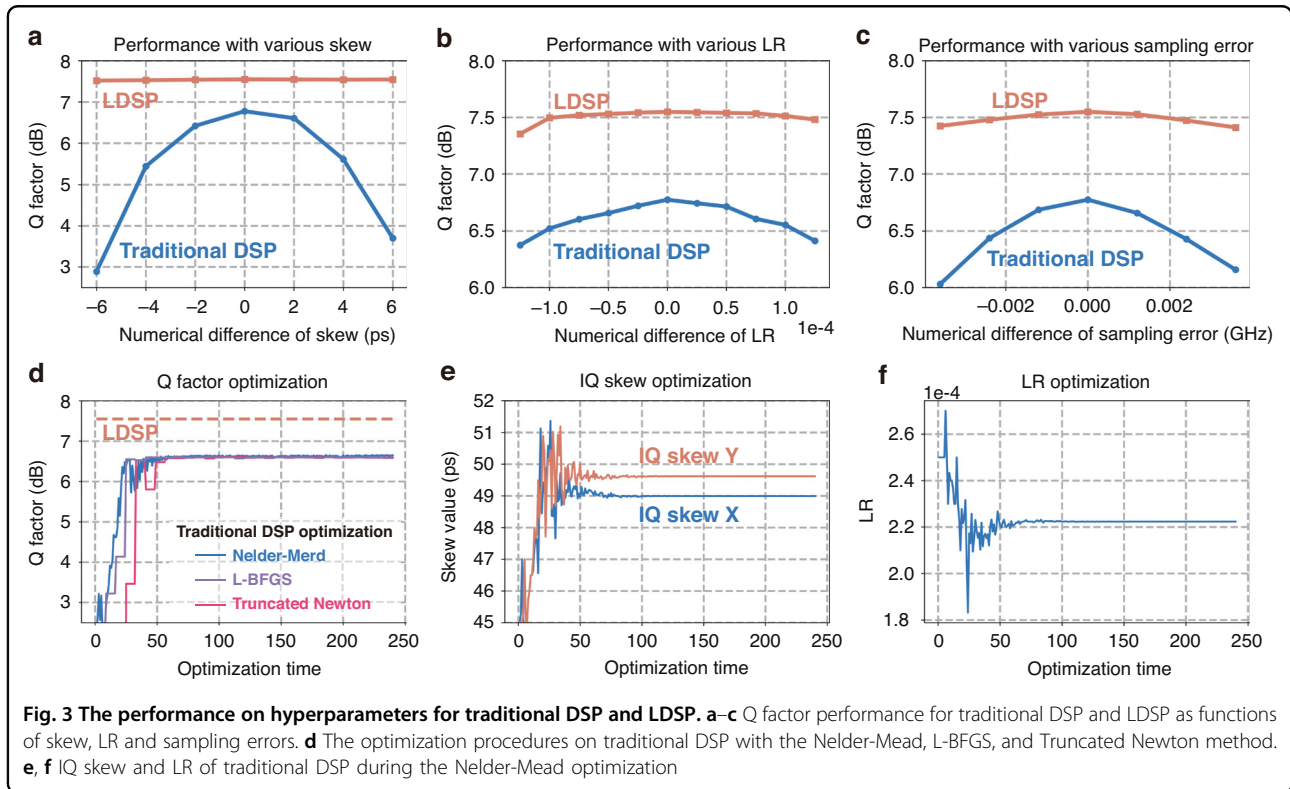 a
Performance with various skew
8
7
6
5
4
3
Q factor (dB)
LDSP
Traditional DSP
−6
−4
−2
0
2
4
6
Numerical difference of skew (ps)
b
Performance with various LR
8.0
7.5
7.0
6.5
6.0
Q factor (dB)
LDSP
Traditional DSP
−1.0
0.5
0.0
0.5
1.0
1e-4
Numerical difference of LR
c
Performance with various sampling error
8.0
7.5
7.0
6.5
6.0
Q factor (dB)
LDSP
Traditional DSP
−0.002
0.000
0.002
Numerical difference of sampling error (GHz)
d
Q factor optimization
8
7
6
5
4
3
Q factor (dB)
LDSP
Traditional DSP optimization
Nelder-Merd
L-BFGS
Truncated Newton
0
50
100
150
200
250
Optimization time
e
IQ skew optimization
52
51
50
49
48
47
46
45
Skew value (ps)
IQ skew Y
IQ skew X
0
50
100
150
200
250
Optimization time
f
LR optimization
1e-4
2.6
2.4
2.2
2.0
1.8
LR
0
50
100
150
200
250
Optimization time
Fig. 3 The performance on hyperparameters for traditional DSP and LDSP. a–c Q factor performance for traditional DSP and LDSP as functions
of skew, LR and sampling errors. d The optimization procedures on traditional DSP with the Nelder-Mead, L-BFGS, and Truncated Newton method.
e, f IQ skew and LR of traditional DSP during the Nelder-Mead optimization